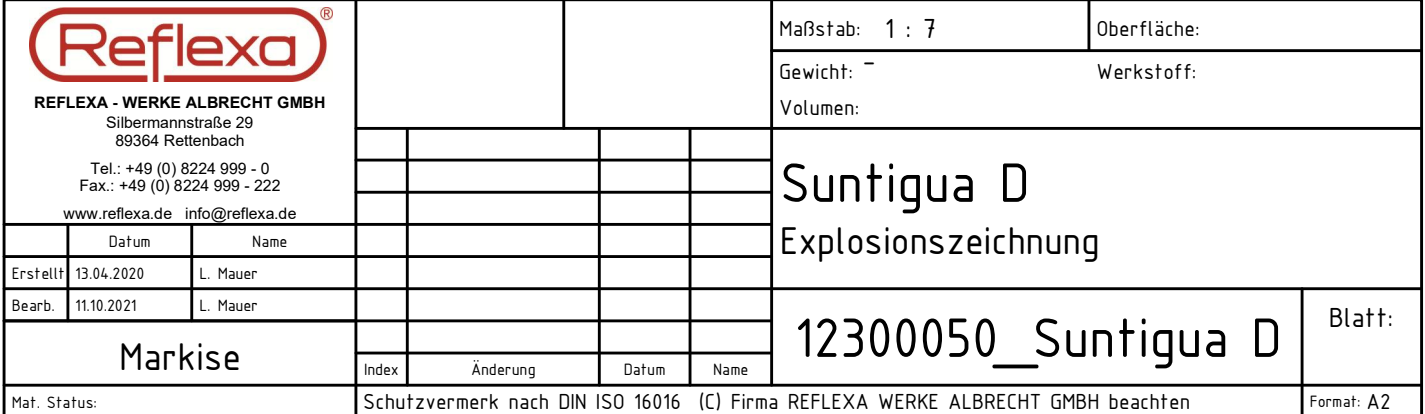 Reflexa ®
REFLEXA - WERKE ALBRECHT GMBH
Silbermannstraße 29
89364 Rettenbach
Tel.: +49 (0) 8224 999 - 0
Fax.: +49 (0) 8224 999 - 222
www.reflexa.de info@reflexa.de
Datum Name
Erstellt 13.04.2020 L. Mauer
Bearb. 11.10.2021 L. Mauer
Markise
Mat. Status:
Index Änderung Datum Name
Maßstab: 1 : 7 Oberfläche:
Gewicht: - Werkstoff:
Volumen:
Suntigua D
Explosionszeichnung
12300050_Suntigua D
Blatt:
Schutzvermerk nach DIN ISO 16016 (C) Firma REFLEXA WERKE ALBRECHT GMBH beachten
Format: A2